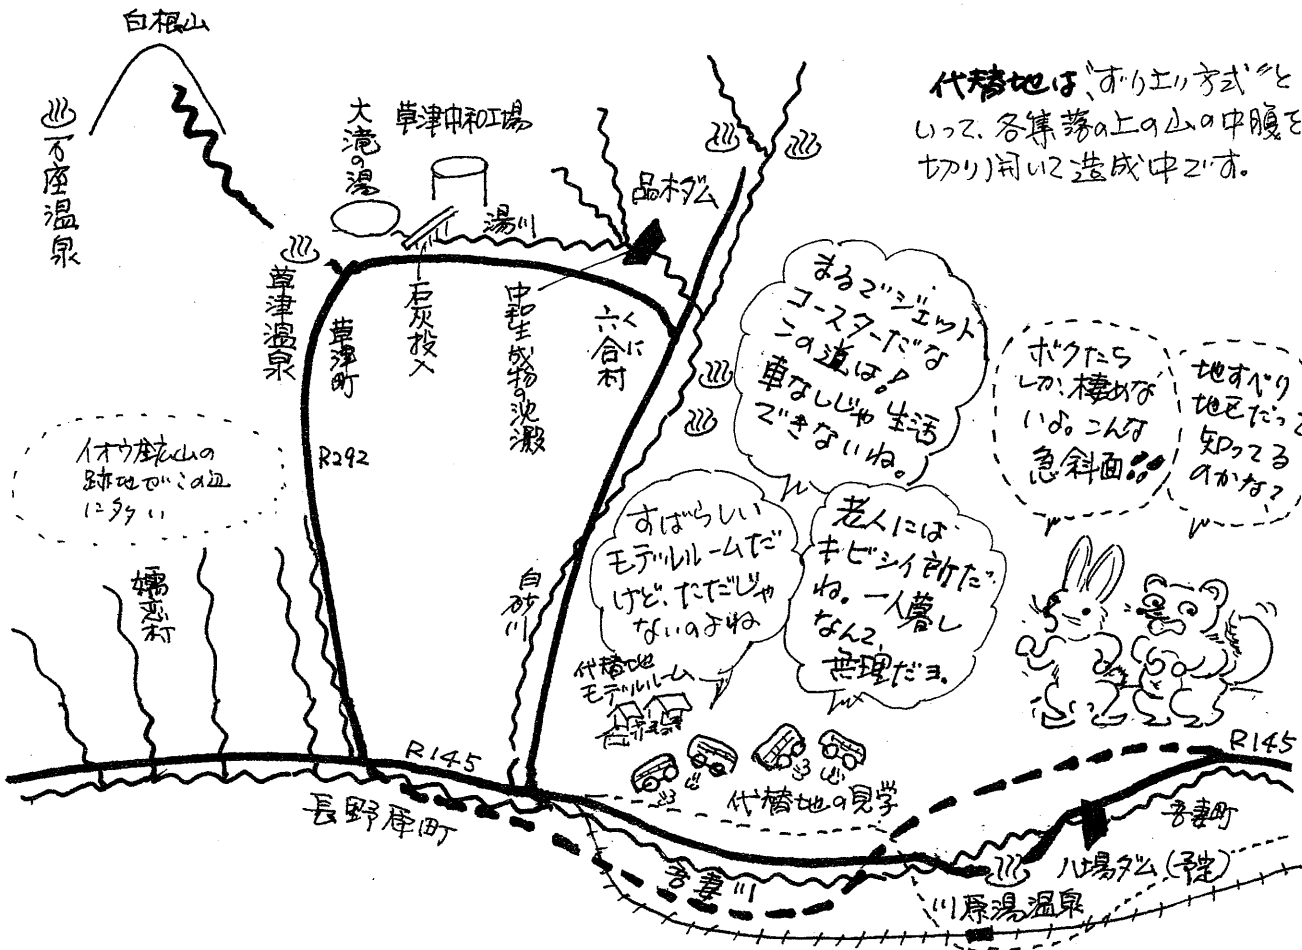 白根山
代替地は、"ずり上り方式"と
いって、各集落の上の山の中腹を
切り開いて造成中です。
万座温泉
大滝の湯
草津中和工場
品木ダム
湯川
草津温泉
草津町
石灰投入
中和生成物の沈澱
六合村
くに
まるでジェット
コースターだな
この道は!
車なしじゃ生活
できないね。
ボクたち
しか、棲めな
いよ。こんな
急斜面!!
地すべり
地区だって
知ってる
のかな?
R292
イオウ鉱山の
跡地がこの辺
に多い
すばらしい
モデルルームだ
けど、ただじゃ
ないのよね
老人には
キビシイ所だ
ね。一人暮し
なんて、
無理だヨ。
嬬恋村
白砂川
代替地
モデルルーム
R145
R145
代替地の見学
長野原町
吾妻町
吾妻川
八場ダム(予定)
川原湯温泉